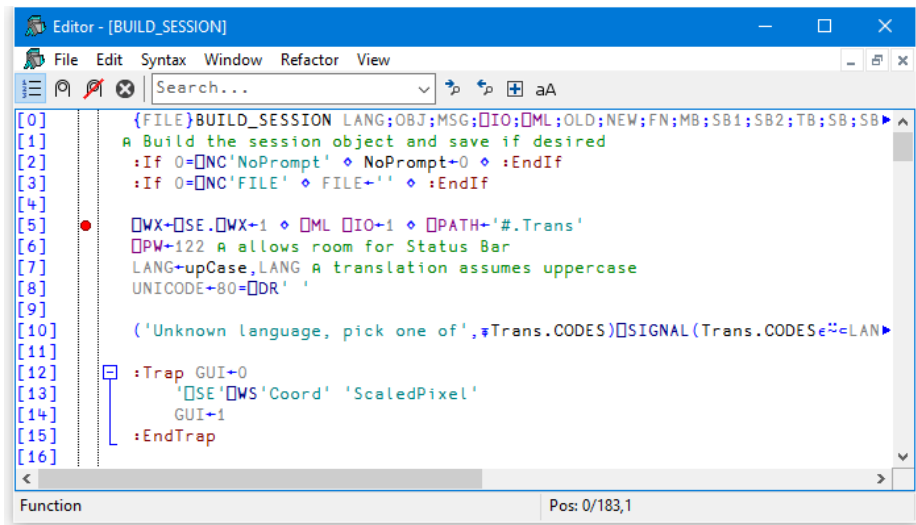 Editor - [BUILD_SESSION]
File Edit Syntax Window Refactor View
Search... aA
[0] {FILE}BUILD_SESSION LANG;OBJ;MSG;⎕IO;⎕ML;OLD;NEW;FN;MB;SB1;SB2;TB;SB;SB
[1] ⍝ Build the session object and save if desired
[2] :If 0=⎕NC'NoPrompt' ⋄ NoPrompt←0 ⋄ :EndIf
[3] :If 0=⎕NC'FILE' ⋄ FILE←'' ⋄ :EndIf
[4]
[5] ⎕WX←⎕SE.⎕WX←1 ⋄ ⎕ML ⎕IO←1 ⋄ ⎕PATH←'#.Trans'
[6] ⎕PW←122 ⍝ allows room for Status Bar
[7] LANG←upCase,LANG ⍝ translation assumes uppercase
[8] UNICODE←80=⎕DR' '
[9]
[10] ('Unknown language, pick one of',⍕Trans.CODES)⎕SIGNAL(Trans.CODES∊⍨⊂LAN
[11]
[12] :Trap GUI←0
[13] '⎕SE'⎕WS'Coord' 'ScaledPixel'
[14] GUI←1
[15] :EndTrap
[16]
Function Pos: 0/183,1